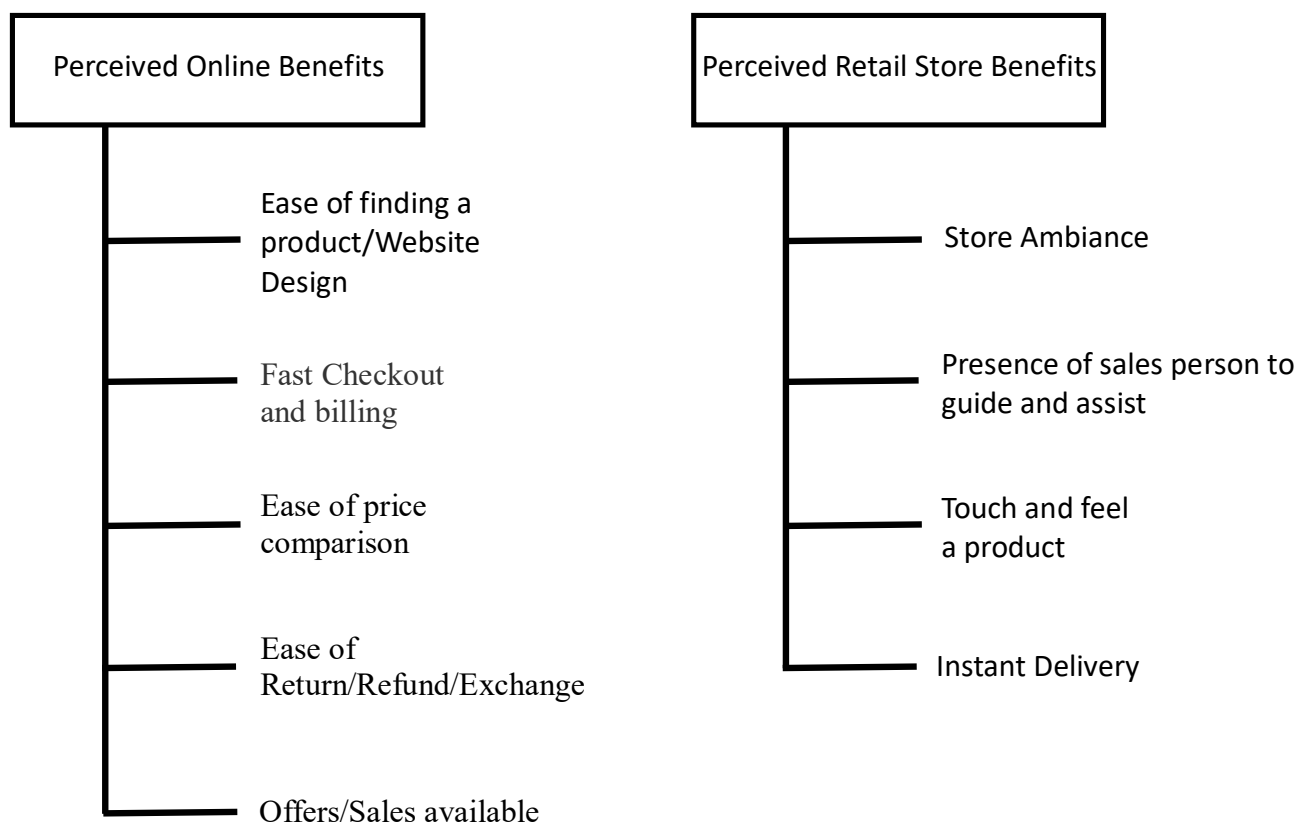 Perceived Online Benefits
Ease of finding a
product/Website
Design
Fast Checkout
and billing
Ease of price
comparison
Ease of
Return/Refund/Exchange
Offers/Sales available
Perceived Retail Store Benefits
Store Ambiance
Presence of sales person to
guide and assist
Touch and feel
a product
Instant Delivery